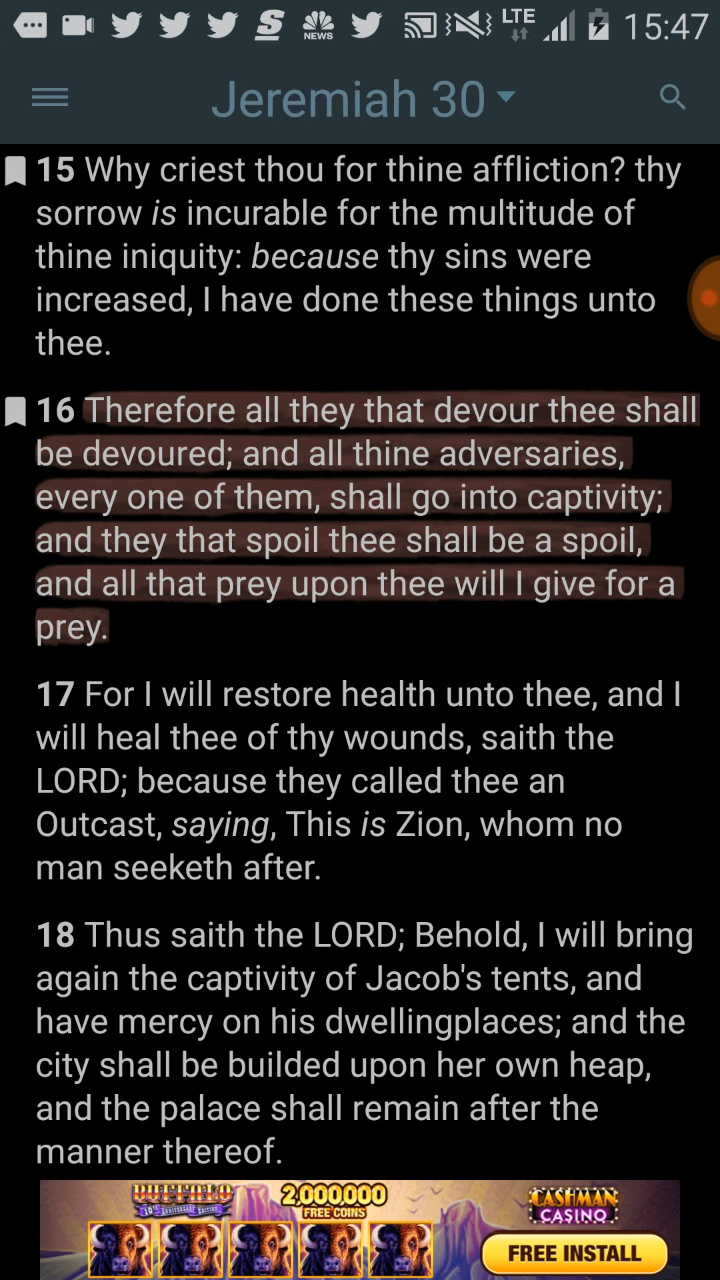 NEWS
LTE
15:47
Jeremiah 30
15 Why criest thou for thine affliction? thy
sorrow is incurable for the multitude of
thine iniquity: because thy sins were
increased, I have done these things unto
thee.
16 Therefore all they that devour thee shall
be devoured; and all thine adversaries,
every one of them, shall go into captivity;
and they that spoil thee shall be a spoil,
and all that prey upon thee will I give for a
prey.
17 For I will restore health unto thee, and I
will heal thee of thy wounds, saith the
LORD; because they called thee an
Outcast, saying, This is Zion, whom no
man seeketh after.
18 Thus saith the LORD; Behold, I will bring
again the captivity of Jacob's tents, and
have mercy on his dwellingplaces; and the
city shall be builded upon her own heap,
and the palace shall remain after the
manner thereof.
BUFFALO
10th ANNIVERSARY EDITION
2,000,000
FREE COINS
CASHMAN
CASINO
FREE INSTALL